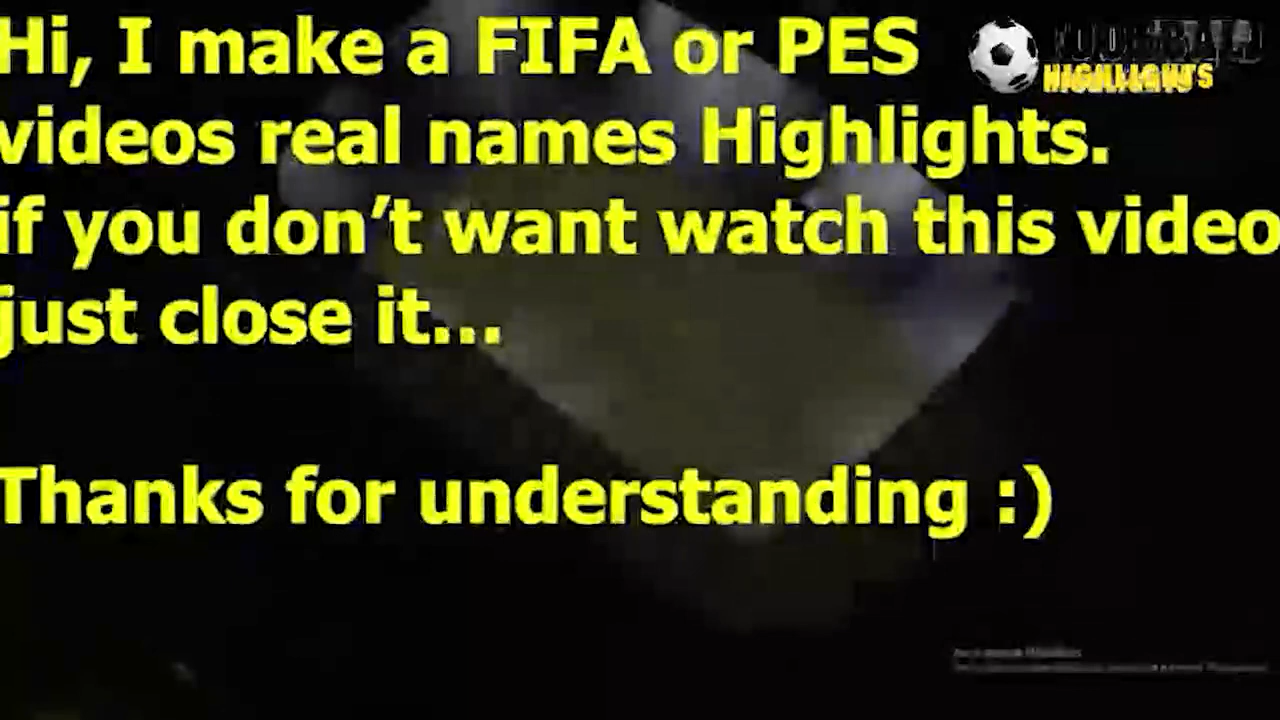 Hi, I make a FIFA or PES
videos real names Highlights.
if you don't want watch this video
just close it...
Thanks for understanding :)
HIGHLIGHTS